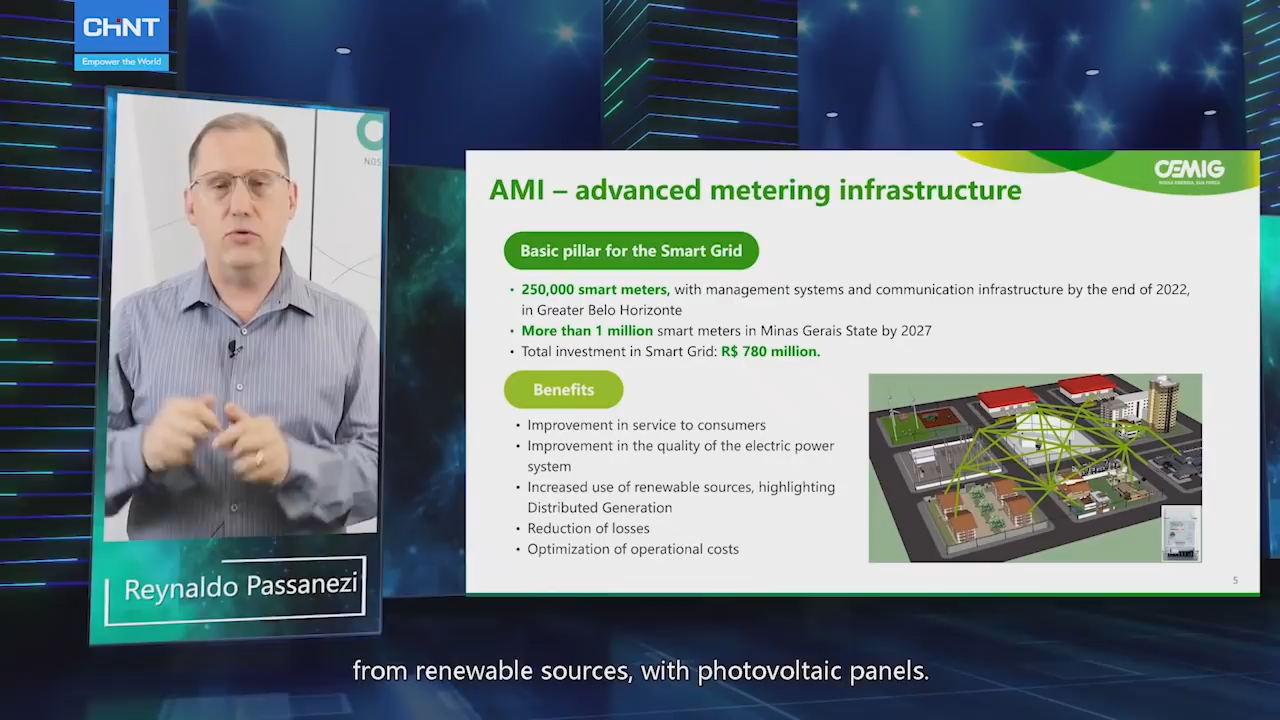 CHiNT
Empower the World
NOS
CEMIG
AMI – advanced metering infrastructure
Basic pillar for the Smart Grid
• 250,000 smart meters, with management systems and communication infrastructure by the end of 2022,
in Greater Belo Horizonte
• More than 1 million smart meters in Minas Gerais State by 2027
• Total investment in Smart Grid: R$ 780 million.
Benefits
• Improvement in service to consumers
• Improvement in the quality of the electric power
system
• Increased use of renewable sources, highlighting
Distributed Generation
• Reduction of losses
• Optimization of operational costs
5
Reynaldo Passanezi
from renewable sources, with photovoltaic panels.